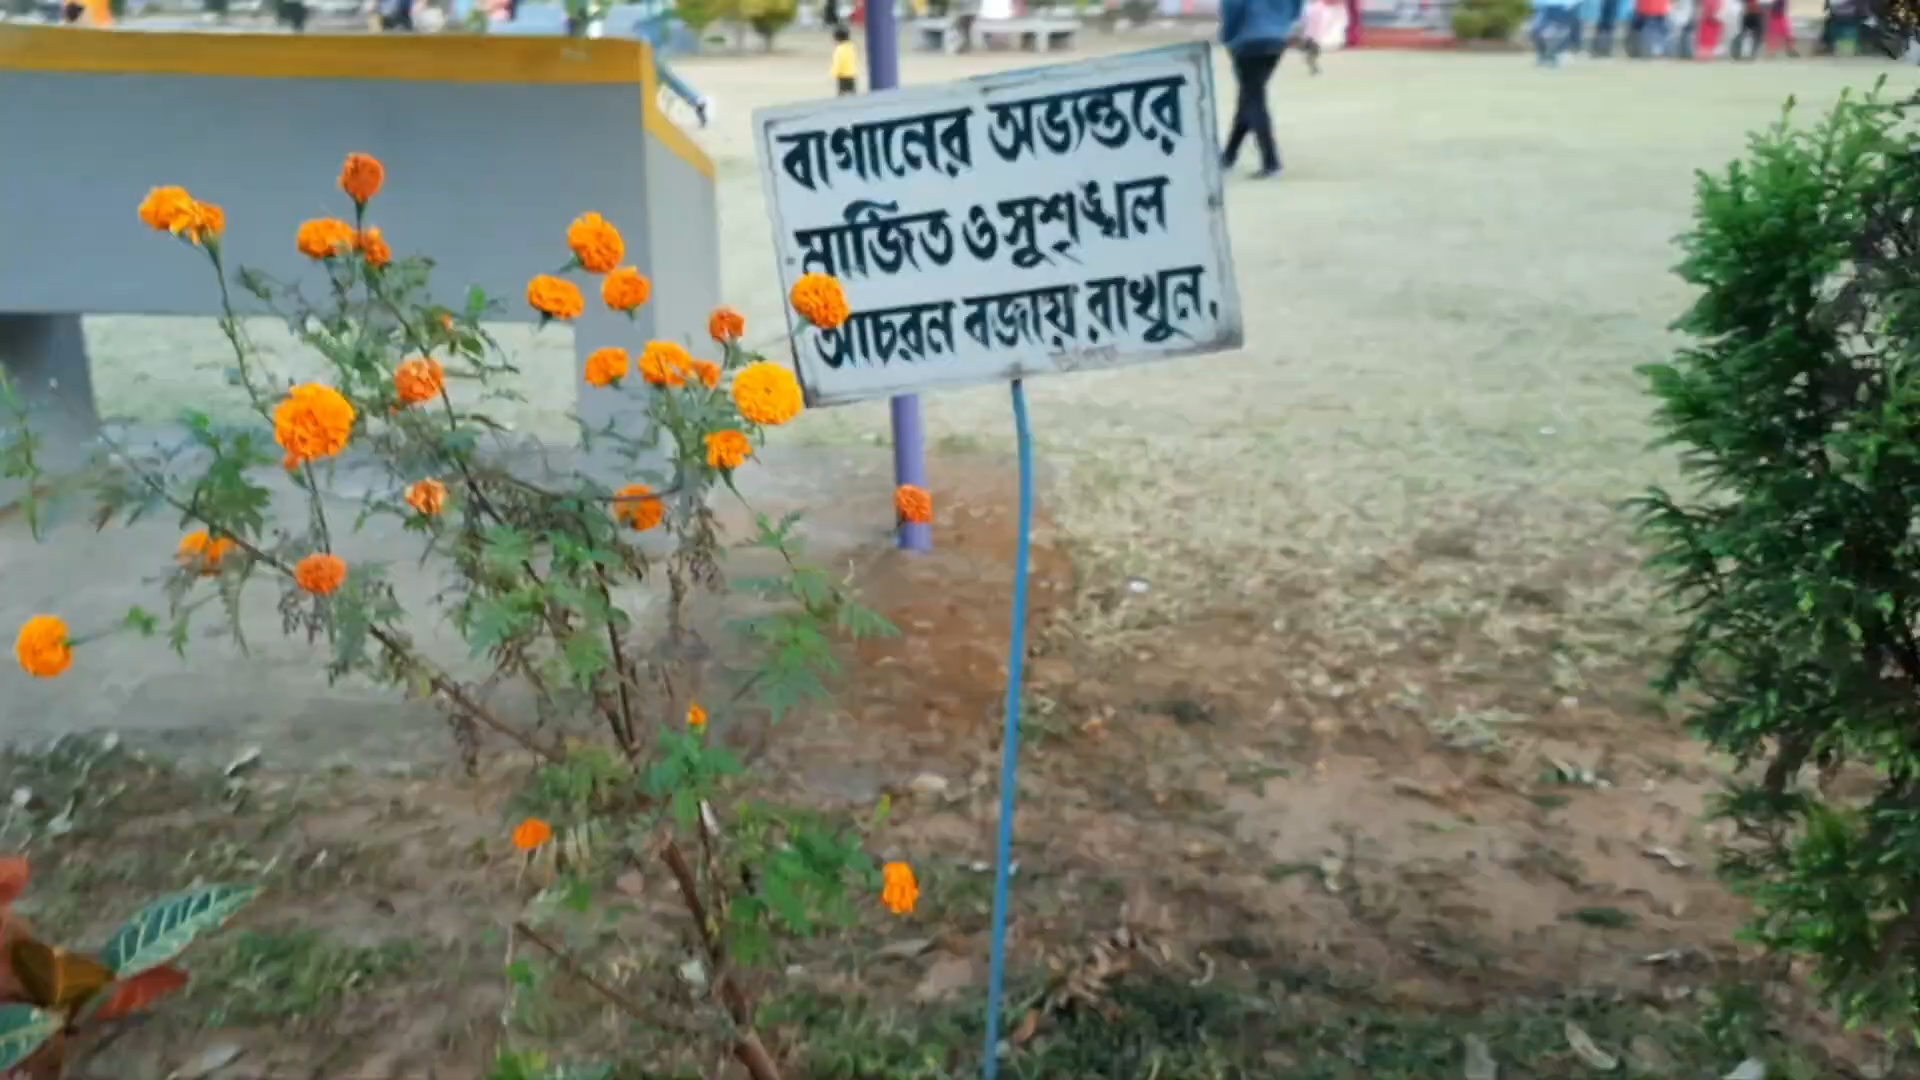 বাগানের অভ্যন্তরে
মার্জিত ও সুশৃঙ্খল
আচরন বজায় রাখুন.